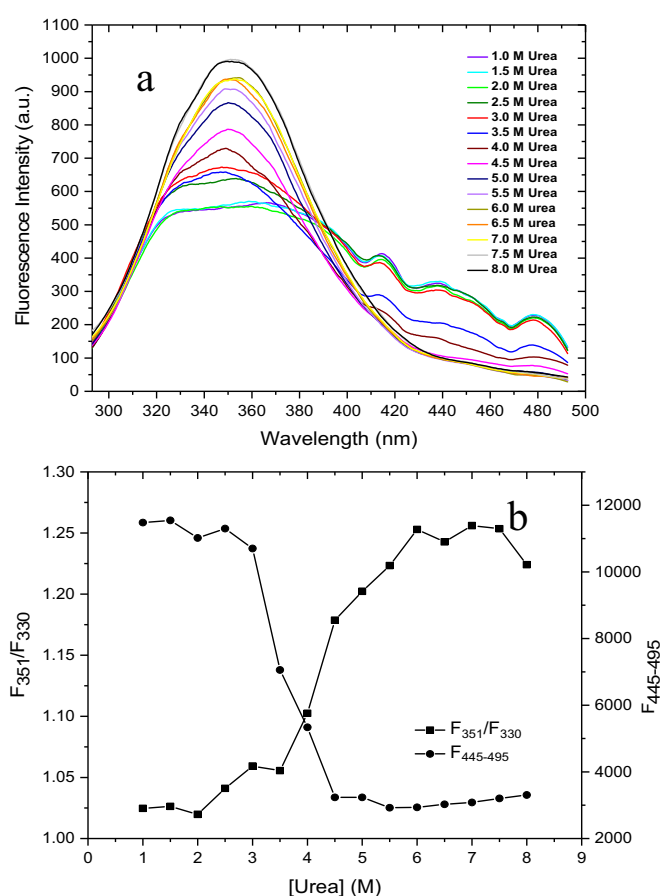 a
Fluorescence Intensity (a.u.)
1100
1000
900
800
700
600
500
400
300
200
100
0
1.0 M Urea
1.5 M Urea
2.0 M Urea
2.5 M Urea
3.0 M Urea
3.5 M Urea
4.0 M Urea
4.5 M Urea
5.0 M Urea
5.5 M Urea
6.0 M urea
6.5 M urea
7.0 M Urea
7.5 M Urea
8.0 M Urea
300 320 340 360 380 400 420 440 460 480 500
Wavelength (nm)
b
F351/F330
1.30
1.25
1.20
1.15
1.10
1.05
1.00
12000
10000
8000
6000
4000
2000
F445-495
F351/F330
F445-495
0 1 2 3 4 5 6 7 8 9
[Urea] (M)